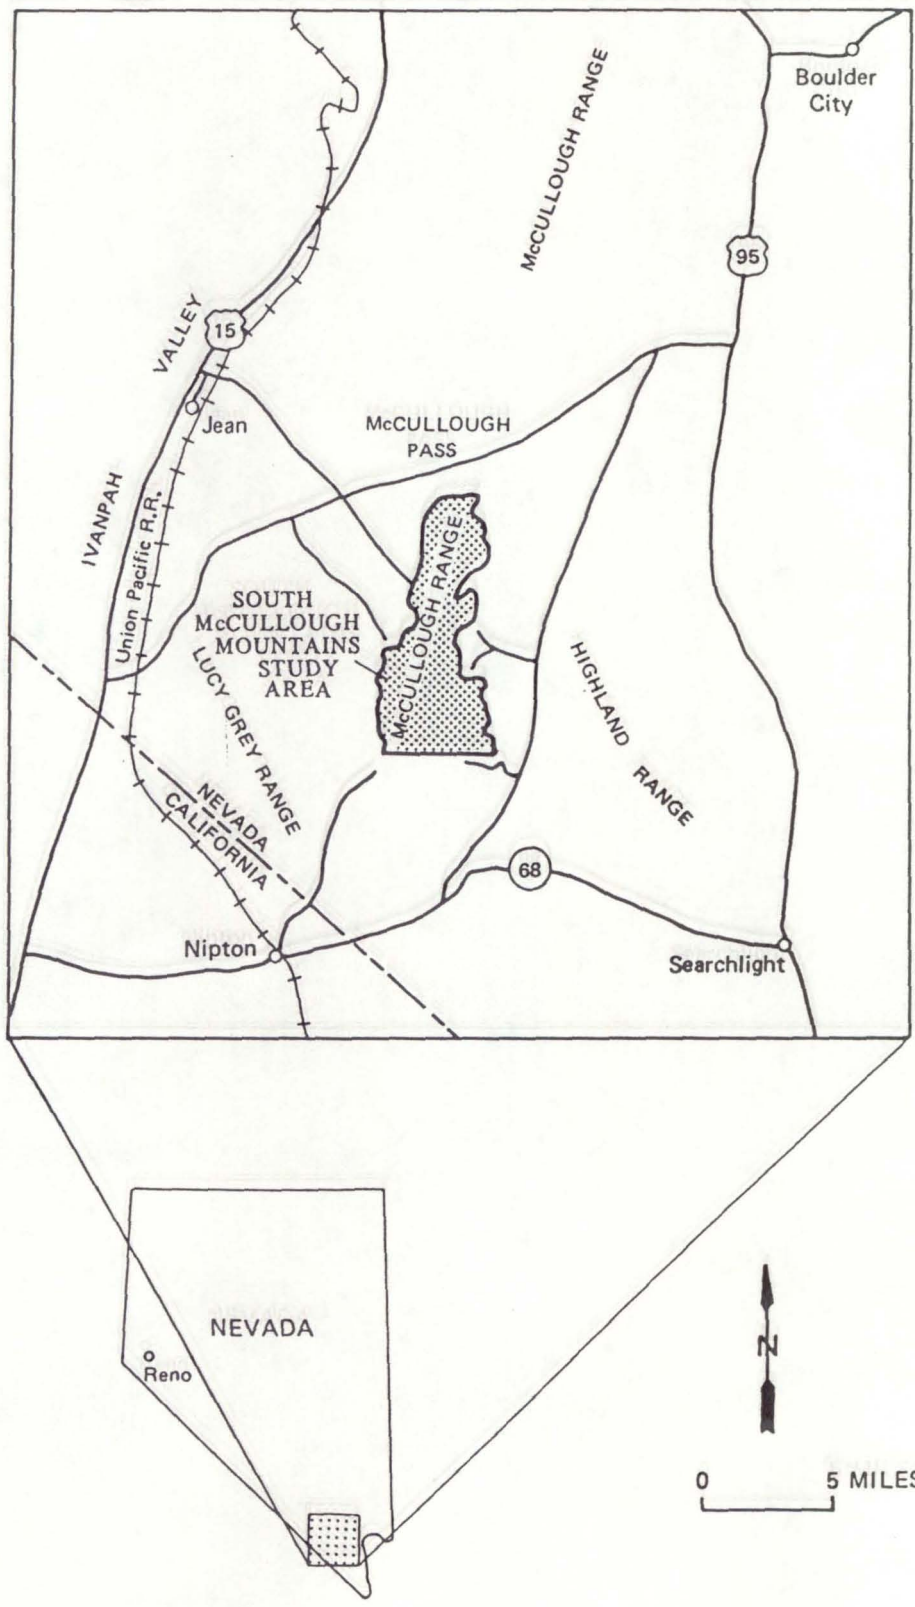 Boulder
City
McCULLOUGH RANGE
95
VALLEY
15
Jean
McCULLOUGH
PASS
IVANPAH
Union Pacific R.R.
McCULLOUGH RANGE
SOUTH
McCULLOUGH
MOUNTAINS
STUDY
AREA
LUCY GREY RANGE
HIGHLAND
RANGE
NEVADA
CALIFORNIA
68
Nipton
Searchlight
NEVADA
Reno
N
0 5 MILES